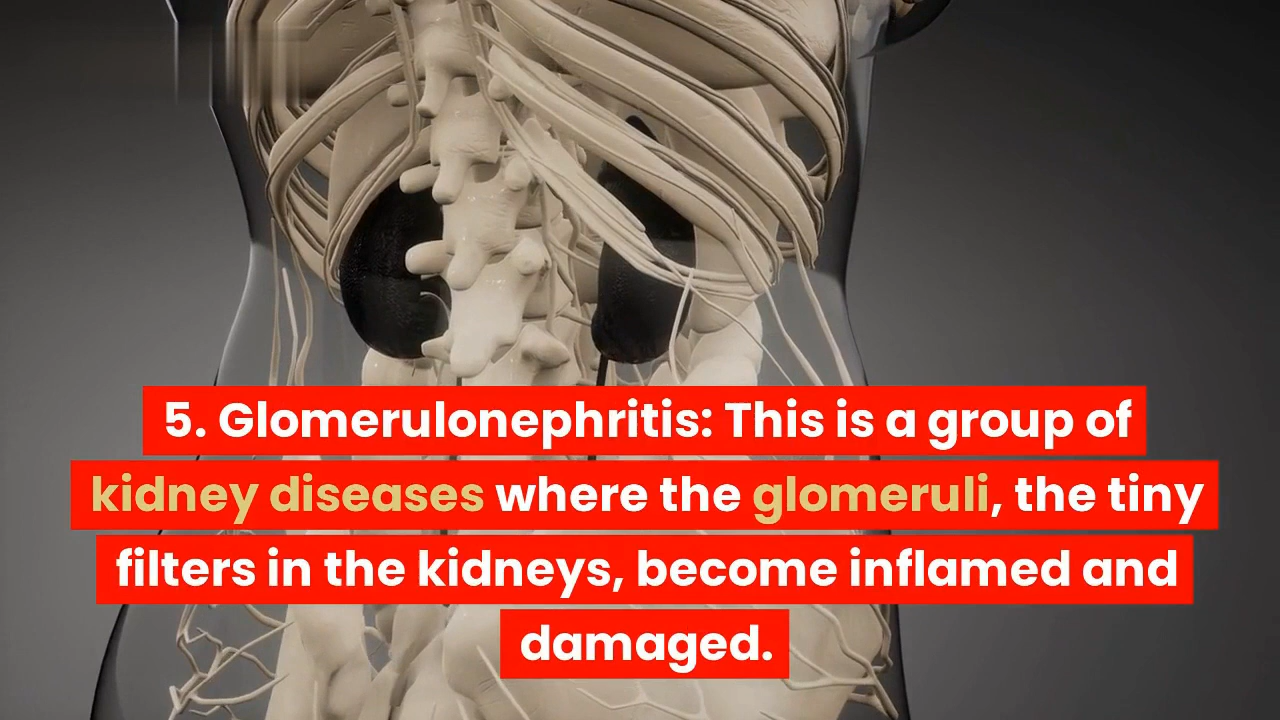 5. Glomerulonephritis: This is a group of
kidney diseases where the glomeruli, the tiny
filters in the kidneys, become inflamed and
damaged.